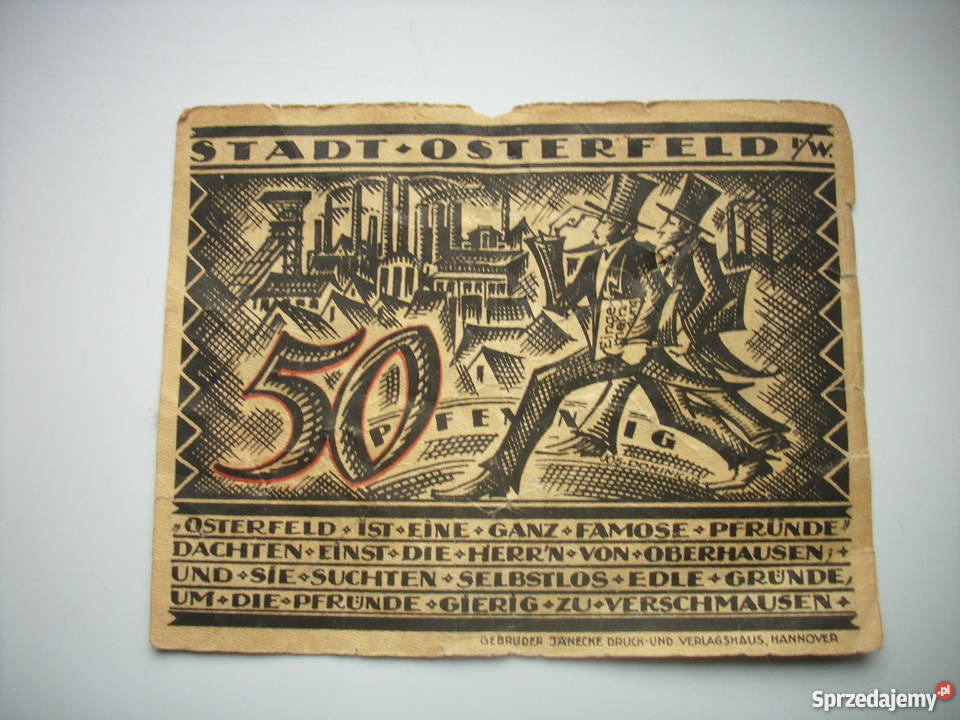 STADT · OSTERFELD I/W.
Einge
50
PFENNIG
„OSTERFELD · IST · EINE · GANZ · FAMOSE · PFRÜNDE"
DACHTEN · EINST · DIE · HERR'N · VON · OBERHAUSEN; ·
UND · SIE · SUCHTEN · SELBSTLOS · EDLE · GRÜNDE,
UM · DIE · PFRÜNDE · GIERIG · ZU · VERSCHMAUSEN ·
GEBRÜDER JÄNECKE DRUCK-UND VERLAGSHAUS, HANNOVER
Sprzedajemy.pl